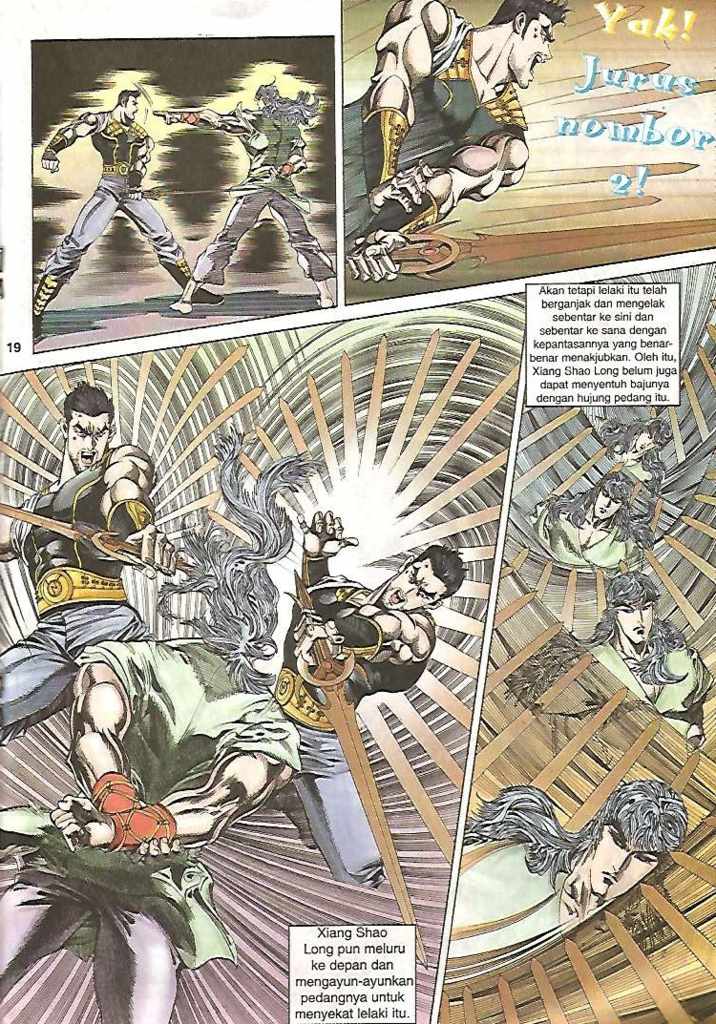 Yak!
Jurus
nombor
2!
19
Akan tetapi lelaki itu telah
berganjak dan mengelak
sebentar ke sini dan
sebentar ke sana dengan
kepantasannya yang benar-
benar menakjubkan. Oleh itu,
Xiang Shao Long belum juga
dapat menyentuh bajunya
dengan hujung pedang itu.
Xiang Shao
Long pun meluru
ke depan dan
mengayun-ayunkan
pedangnya untuk
menyekat lelaki itu.